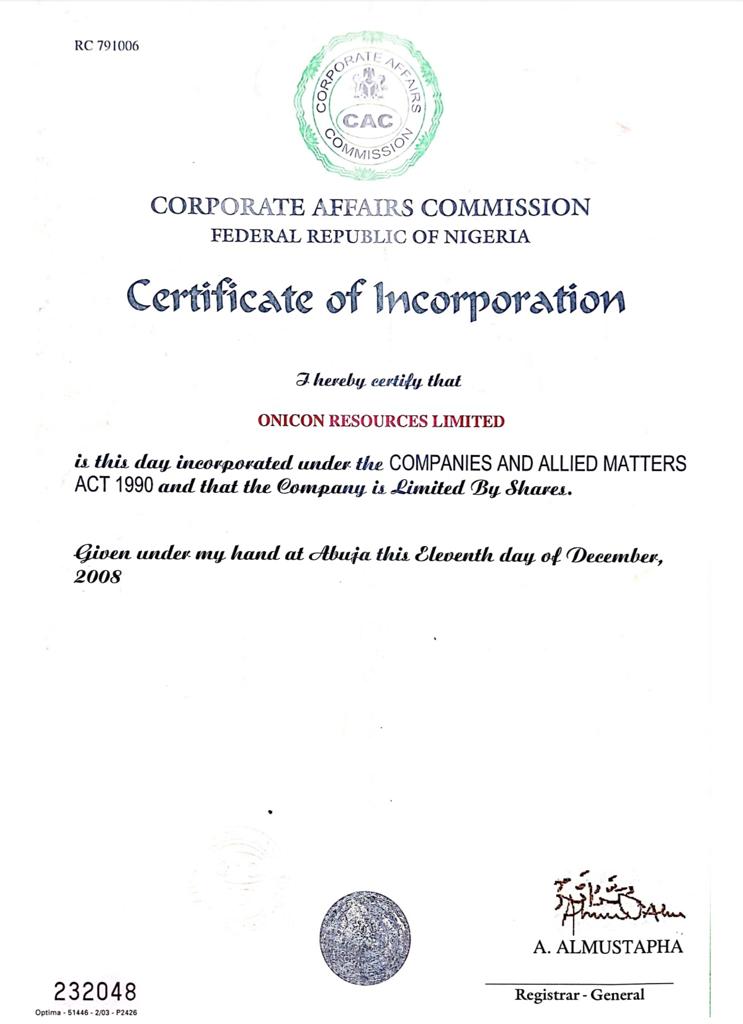 RC 791006
CORPORATE AFFAIRS
CAC
COMMISSION
CORPORATE AFFAIRS COMMISSION
FEDERAL REPUBLIC OF NIGERIA
Certificate of Incorporation
I hereby certify that
ONICON RESOURCES LIMITED
is this day incorporated under the COMPANIES AND ALLIED MATTERS
ACT 1990 and that the Company is Limited By Shares.
Given under my hand at Abuja this Eleventh day of December,
2008
A. ALMUSTAPHA
Registrar - General
232048
Optima - 51446 - 2/03 - P2426